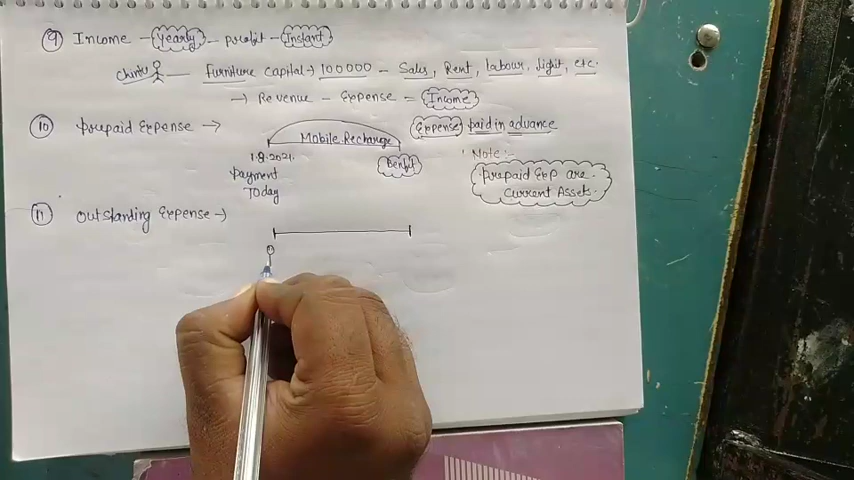 9 Income - Yearly - profit - Instant
chintu - Furniture Capital → 100000 - Sales, Rent, labour, light, etc.
→ Revenue - Expense = Income
10 prepaid Expense → Mobile Recharge Expense paid in advance
1.8.2021 Benefit Note:-
payment Today prepaid Exp are Current Assets.
11 Outstanding Expense →